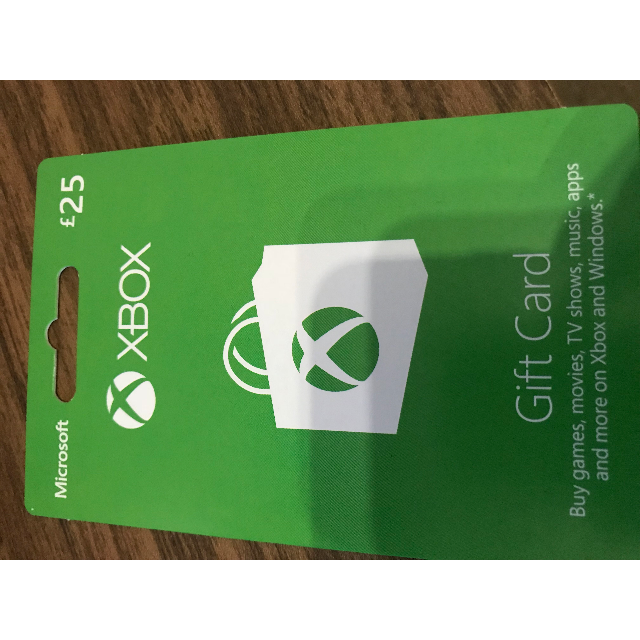 Microsoft
£25
XBOX
Gift Card
Buy games, movies, TV shows, music, apps
and more on Xbox and Windows.*